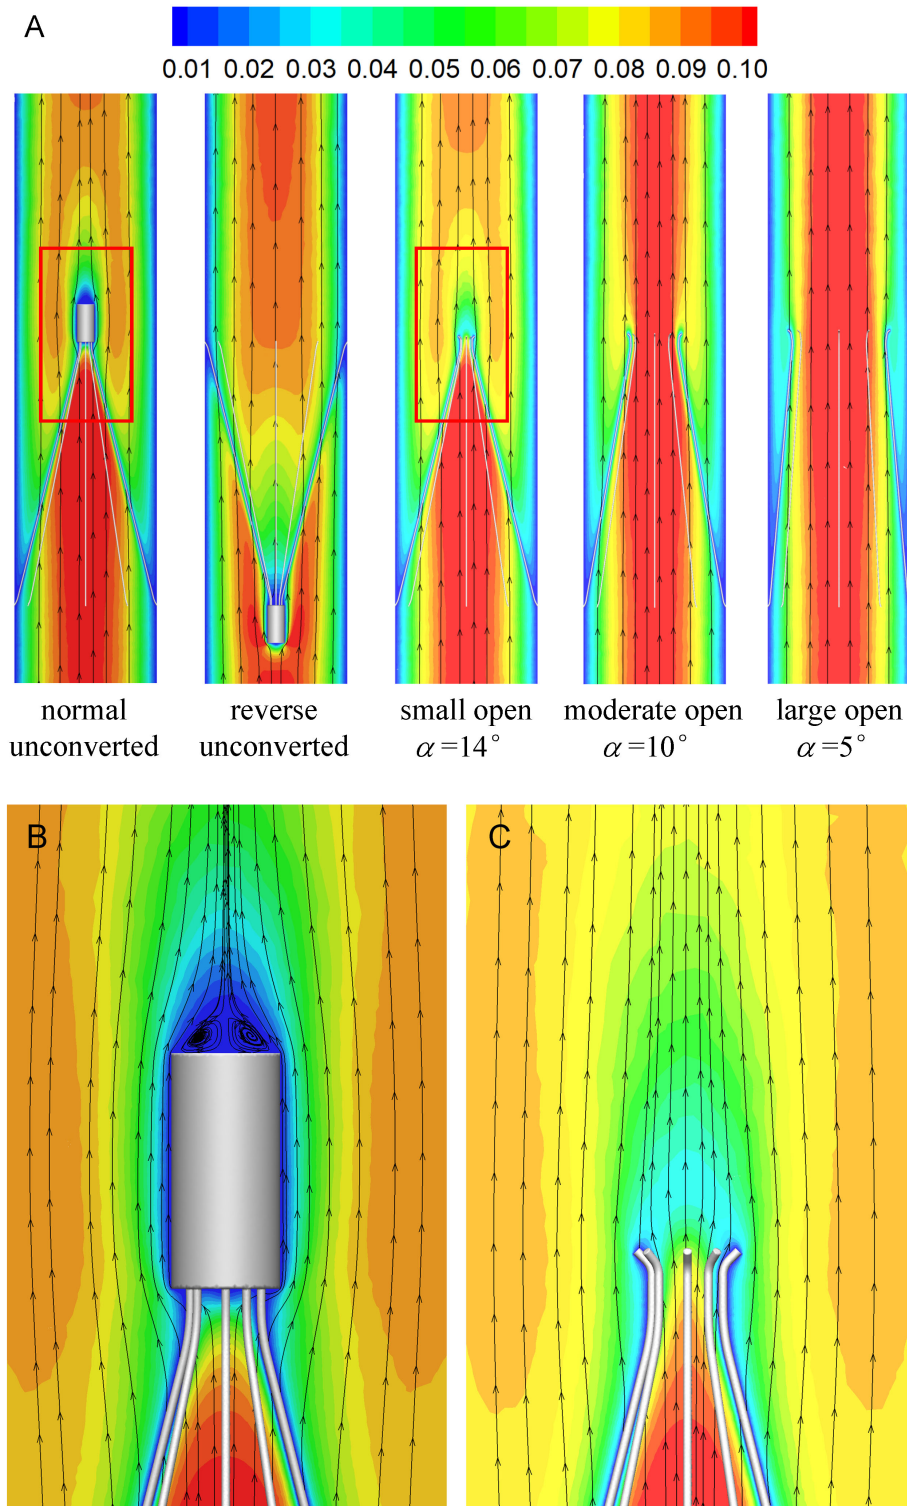 A
0.01 0.02 0.03 0.04 0.05 0.06 0.07 0.08 0.09 0.10
normal unconverted
reverse unconverted
small open α=14°
moderate open α=10°
large open α=5°
B
C